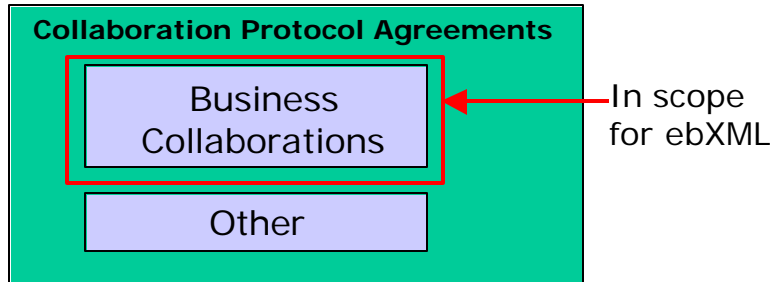 Collaboration Protocol Agreements
Business
Collaborations
In scope
for ebXML
Other